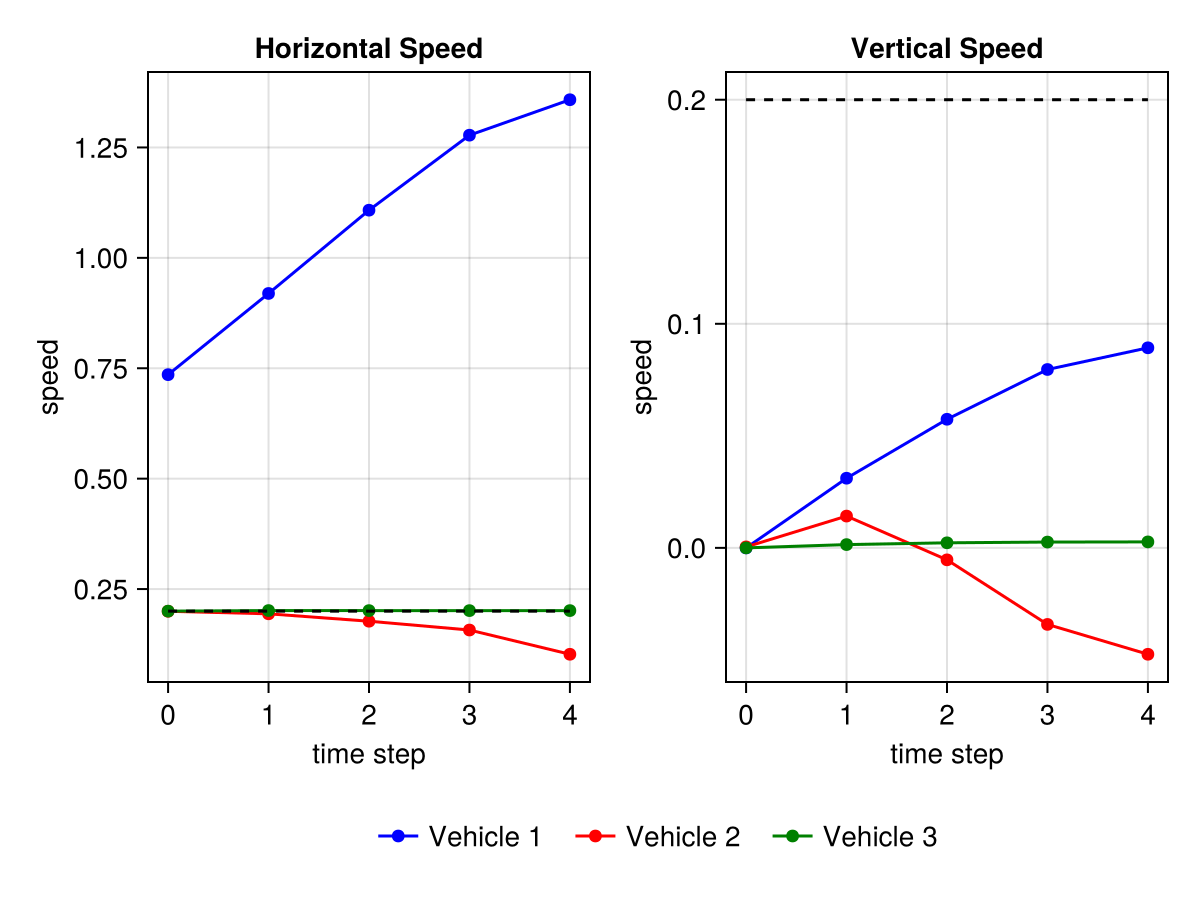 Horizontal Speed
speed
1.25
1.00
0.75
0.50
0.25
0 1 2 3 4
time step
Vertical Speed
speed
0.2
0.1
0.0
0 1 2 3 4
time step
Vehicle 1 Vehicle 2 Vehicle 3